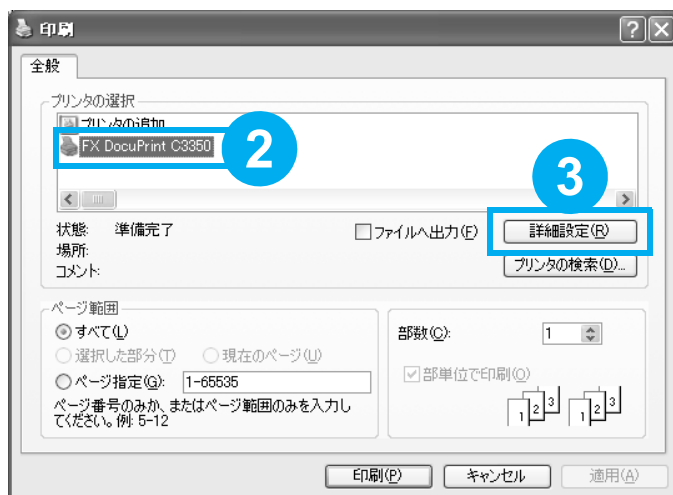 印刷
全般
プリンタの選択
プリンタの追加
FX DocuPrint C3350
2
3
状態: 準備完了
場所:
コメント:
ファイルへ出力(F)
詳細設定(R)
プリンタの検索(D)...
ページ範囲
すべて(L)
選択した部分(T) 現在のページ(U)
ページ指定(G): 1-65535
ページ番号のみか、またはページ範囲のみを入力し
てください。例: 5-12
部数(C): 1
部単位で印刷(O)
1 2 3 1 2 3
印刷(P) キャンセル 適用(A)